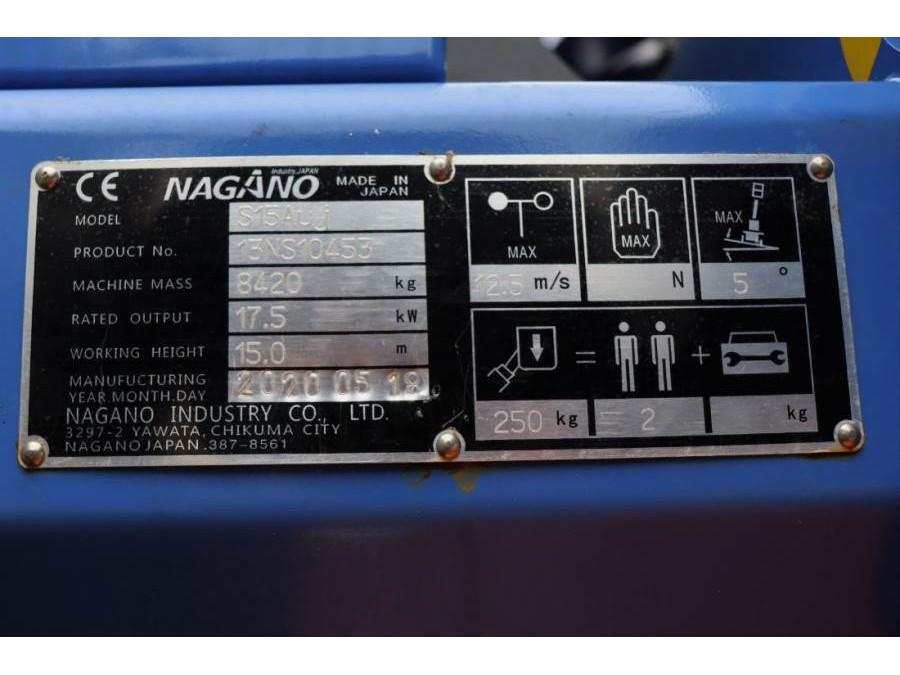 CE NAGANO Industry.JAPAN MADE IN JAPAN
MODEL S15AUj
PRODUCT No. 13NS10453
MACHINE MASS 8420 kg
RATED OUTPUT 17.5 kW
WORKING HEIGHT 15.0 m
MANUFUCTURING
YEAR.MONTH.DAY 2020 05 18
NAGANO INDUSTRY CO., LTD.
3297-2 YAWATA, CHIKUMA CITY
NAGANO JAPAN.387-8561
MAX
12.5 m/s
MAX
N
MAX
5 °
= +
250 kg
= 2
kg